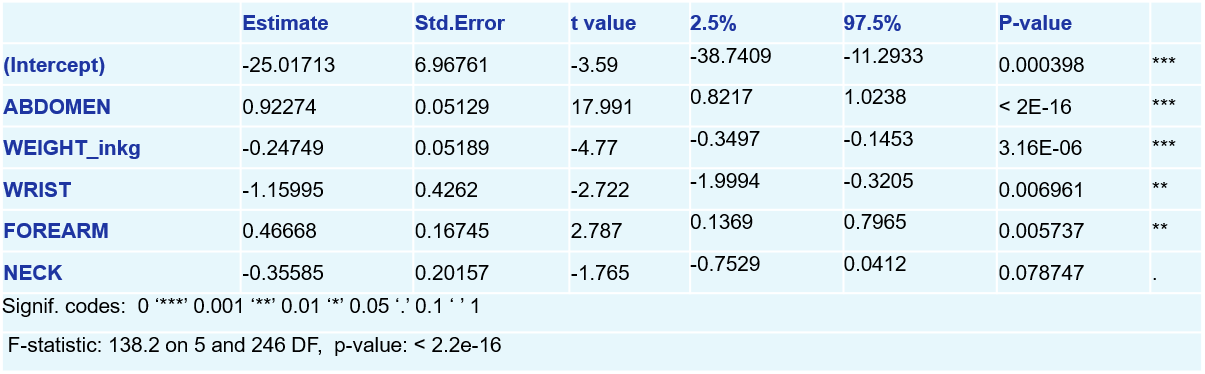 Estimate Std.Error t value 2.5% 97.5% P-value
(Intercept) -25.01713 6.96761 -3.59 -38.7409 -11.2933 0.000398 ***
ABDOMEN 0.92274 0.05129 17.991 0.8217 1.0238 < 2E-16 ***
WEIGHT_inkg -0.24749 0.05189 -4.77 -0.3497 -0.1453 3.16E-06 ***
WRIST -1.15995 0.4262 -2.722 -1.9994 -0.3205 0.006961 **
FOREARM 0.46668 0.16745 2.787 0.1369 0.7965 0.005737 **
NECK -0.35585 0.20157 -1.765 -0.7529 0.0412 0.078747 .
Signif. codes: 0 ‘***’ 0.001 ‘**’ 0.01 ‘*’ 0.05 ‘.’ 0.1 ‘ ’ 1
F-statistic: 138.2 on 5 and 246 DF, p-value: < 2.2e-16